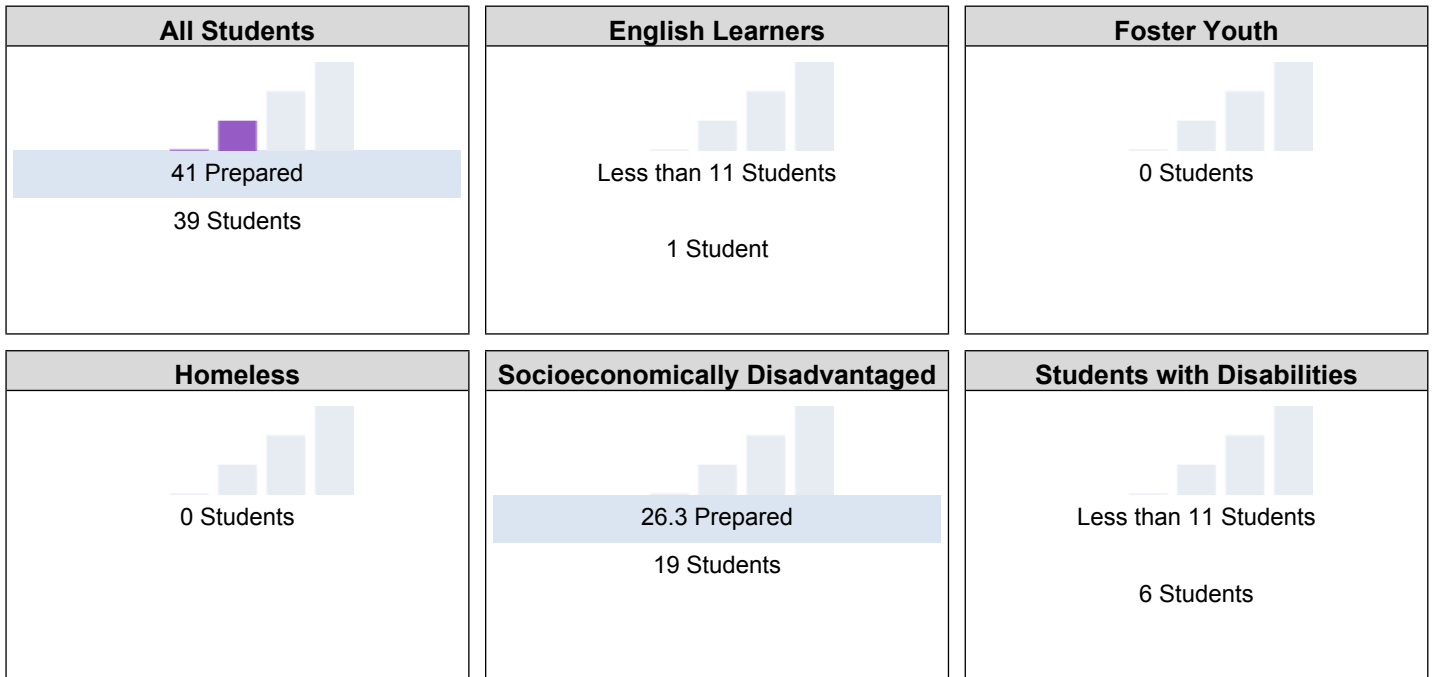 All Students
41 Prepared
39 Students
English Learners
Less than 11 Students
1 Student
Foster Youth
0 Students
Homeless
0 Students
Socioeconomically Disadvantaged
26.3 Prepared
19 Students
Students with Disabilities
Less than 11 Students
6 Students